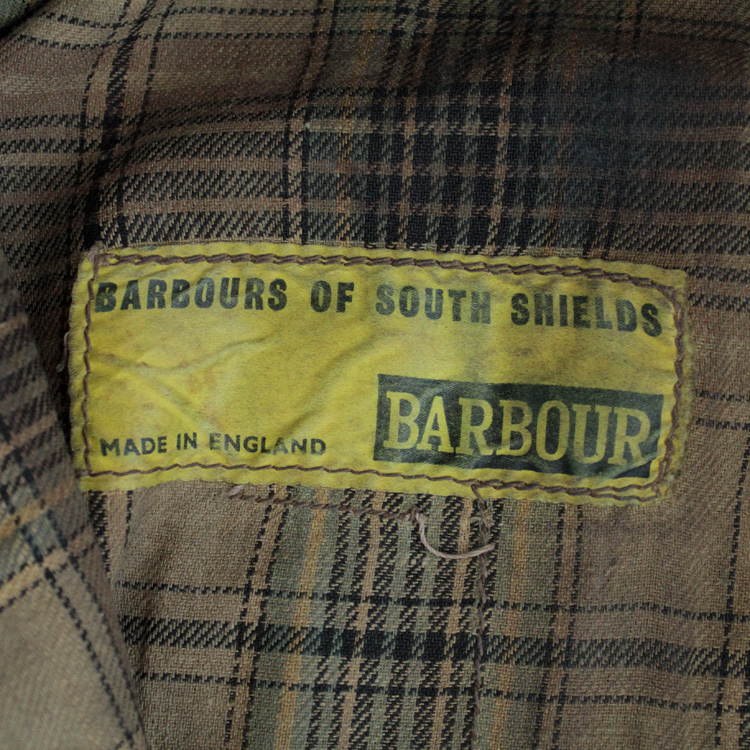 BARBOURS OF SOUTH SHIELDS
BARBOUR
MADE IN ENGLAND